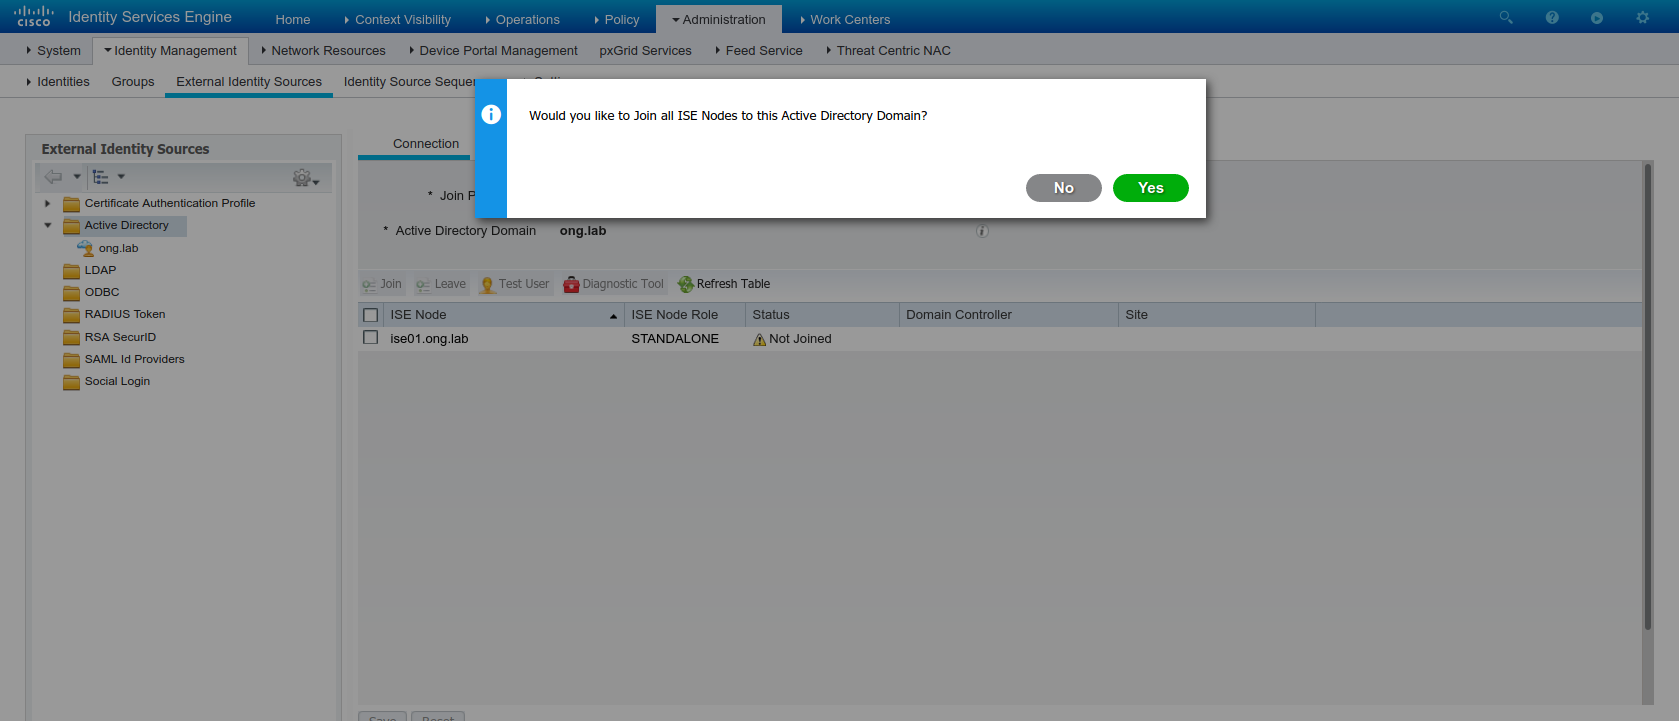 CISCO Identity Services Engine Home Context Visibility Operations Policy Administration Work Centers
System Identity Management Network Resources Device Portal Management pxGrid Services Feed Service Threat Centric NAC
Identities Groups External Identity Sources Identity Source
Would you like to Join all ISE Nodes to this Active Directory Domain?
No Yes
External Identity Sources
Certificate Authentication Profile
Active Directory
ong.lab
LDAP
ODBC
RADIUS Token
RSA SecurID
SAML Id Providers
Social Login
Connection
* Join
* Active Directory Domain ong.lab
Join Leave Test User Diagnostic Tool Refresh Table
ISE Node ISE Node Role Status Domain Controller Site
ise01.ong.lab STANDALONE Not Joined
Save Reset